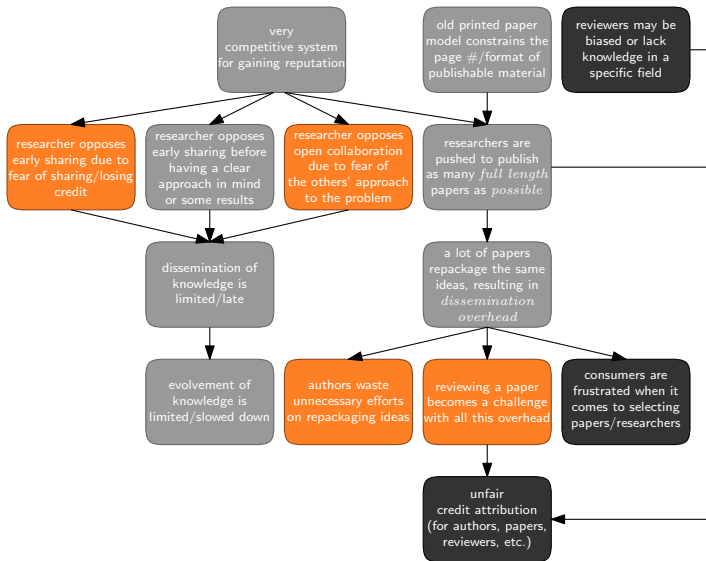 very
competitive system
for gaining reputation
old printed paper
model constrains the
page #/format of
publishable material
reviewers may be
biased or lack
knowledge in a
specific field
researcher opposes
early sharing due to
fear of sharing/losing
credit
researcher opposes
early sharing before
having a clear
approach in mind
or some results
researcher opposes
open collaboration
due to fear of
the others' approach
to the problem
researchers are
pushed to publish
as many full length
papers as possible
dissemination of
knowledge is
limited/late
a lot of papers
repackage the same
ideas, resulting in
dissemination
overhead
evolvement of
knowledge is
limited/slowed down
authors waste
unnecessary efforts
on repackaging ideas
reviewing a paper
becomes a challenge
with all this overhead
consumers are
frustrated when it
comes to selecting
papers/researchers
unfair
credit attribution
(for authors, papers,
reviewers, etc.)